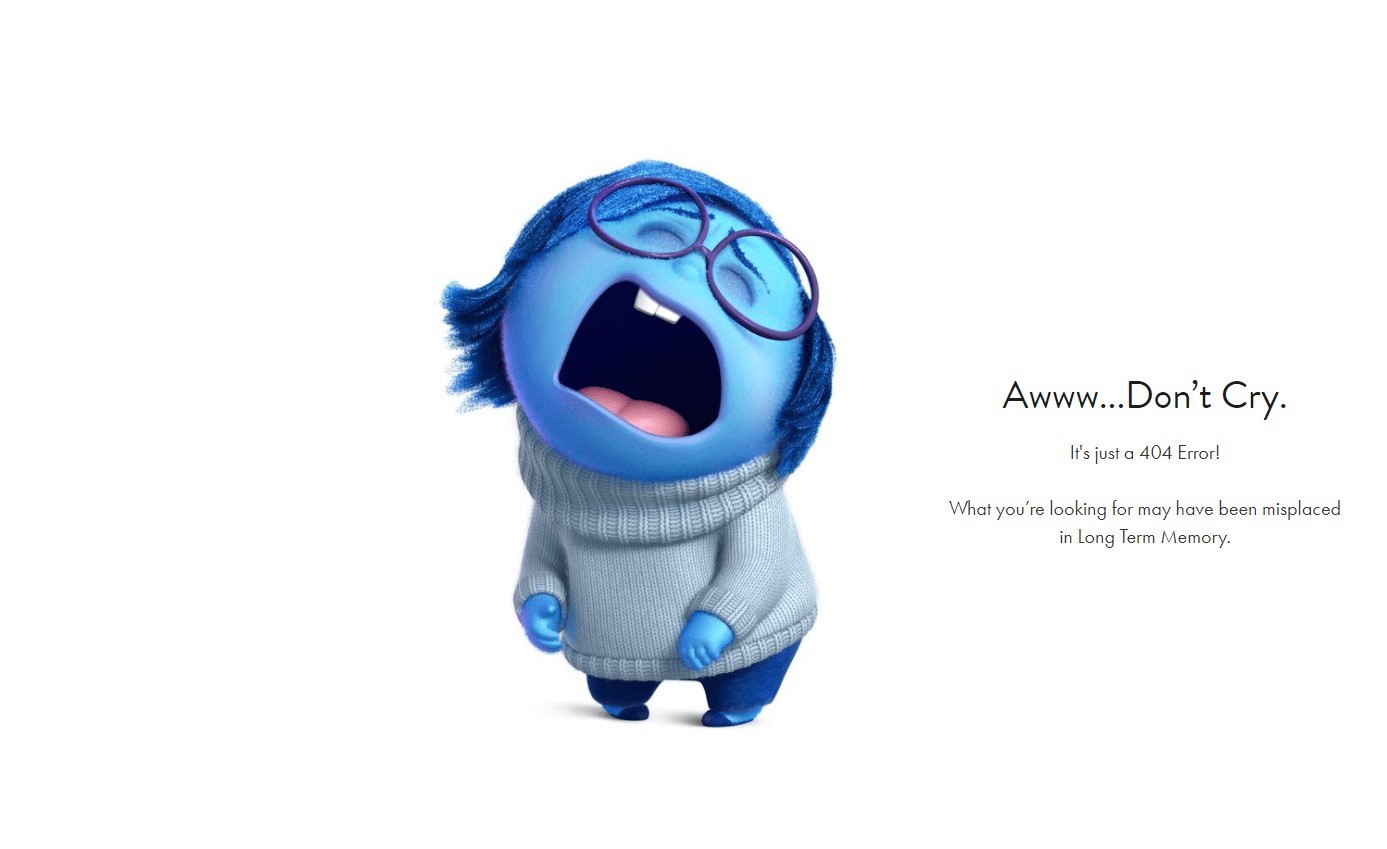 Awww...Don’t Cry.
It's just a 404 Error!
What you’re looking for may have been misplaced
in Long Term Memory.